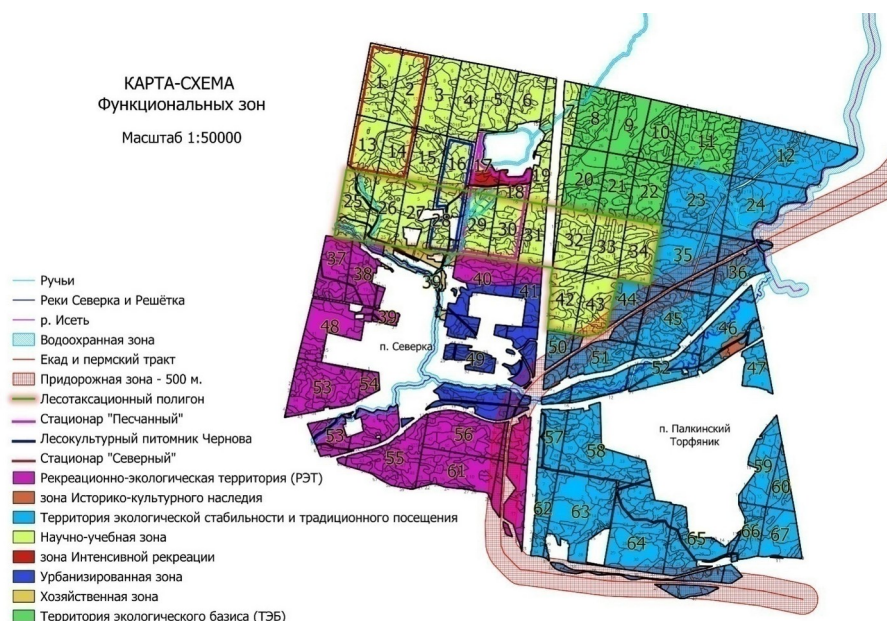 КАРТА-СХЕМА
Функциональных зон
Масштаб 1:50000
1 2 3 4 5 6
8 9 10 11 12
13 14 15 16 17 18 19
20 21 22 23 24
25 26 27 28 29 30 31
32 33 34 35 36
37 38 39 40 41
42 43 44 45 46 47
39
48 49 50 51 52
п. Северка
53 54
п. Палкинский
Торфяник
53 55 56 57 58 59 60
61 62 63 64 65 66 67
Ручьи
Реки Северка и Решётка
р. Исеть
Водоохранная зона
Екад и пермский тракт
Придорожная зона - 500 м.
Лесотаксационный полигон
Стационар "Песчанный"
Лесокультурный питомник Чернова
Стационар "Северный"
Рекреационно-экологическая территория (РЭТ)
зона Историко-культурного наследия
Территория экологической стабильности и традиционного посещения
Научно-учебная зона
зона Интенсивной рекреации
Урбанизированная зона
Хозяйственная зона
Территория экологического базиса (ТЭБ)